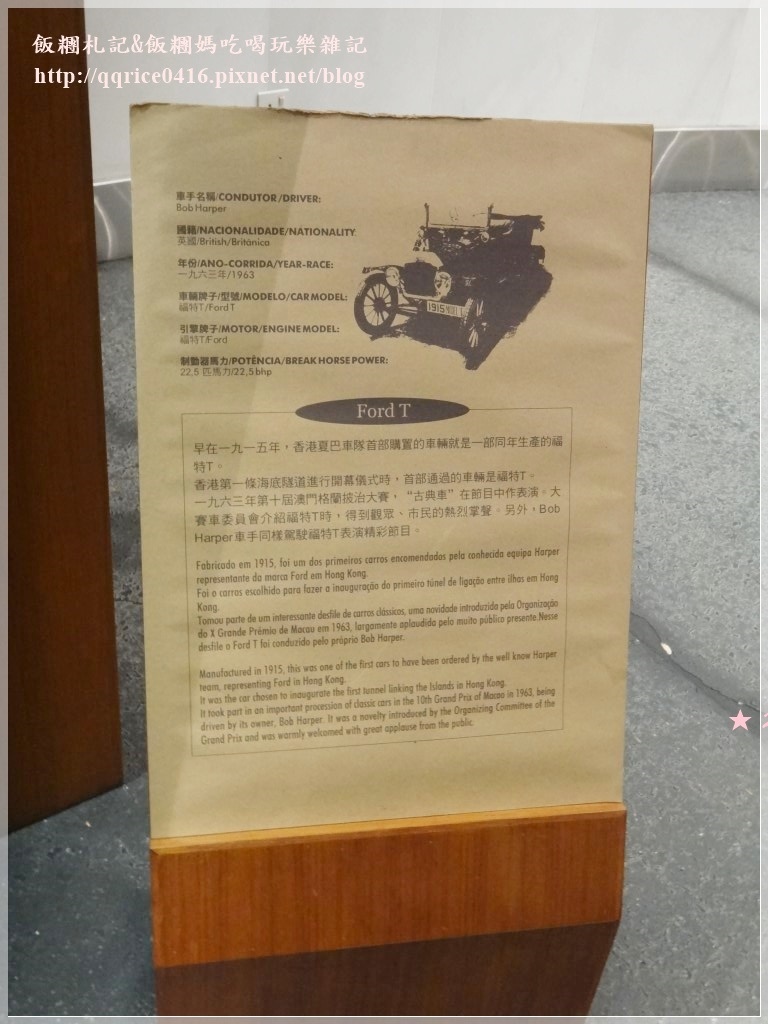 飯糰札記&飯糰媽吃喝玩樂雜記
http://qqrice0416.pixnet.net/blog
車手名稱/CONDUTOR/DRIVER:
Bob Harper
國籍/NACIONALIDADE/NATIONALITY:
英國/British/Britânica
年份/ANO-CORRIDA/YEAR-RACE:
一九六三年/1963
車輛牌子/型號/MODELO/CAR MODEL:
福特T/Ford T
引擎牌子/MOTOR/ENGINE MODEL:
福特T/Ford
制動器馬力/POTÊNCIA/BREAK HORSE POWER:
22,5 匹馬力/22,5 bhp
1915 MODEL T
Ford T
早在一九一五年，香港夏巴車隊首部購置的車輛就是一部同年生產的福
特T。
香港第一條海底隧道進行開幕儀式時，首部通過的車輛是福特T。
一九六三年第十屆澳門格蘭披治大賽，“古典車”在節目中作表演。大
賽車委員會介紹福特T時，得到觀眾、市民的熱烈掌聲。另外，Bob
Harper車手同樣駕駛福特T表演精彩節目。
Fabricado em 1915, foi um dos primeiros carros encomendados pela conhecida equipa Harper
representante da marca Ford em Hong Kong.
Foi o carros escolhido para fazer a inauguração do primeiro túnel de ligação entre ilhas em Hong
Kong.
Tomou parte de um interessante desfile de carros clássicos, uma novidade introduzida pela Organização
do X Grande Prémio de Macau em 1963, largamente aplaudida pelo muito público presente.Nesse
desfile o Ford T foi conduzido pelo próprio Bob Harper.
Manufactured in 1915, this was one of the first cars to have been ordered by the well know Harper
team, representing Ford in Hong Kong.
It was the car chosen to inaugurate the first tunnel linking the Islands in Hong Kong.
It took part in an important procession of classic cars in the 10th Grand Prix of Macao in 1963, being
driven by its owner, Bob Harper. It was a novelty introduced by the Organizing Committee of the
Grand Prix and was warmly welcomed with great applause from the public.